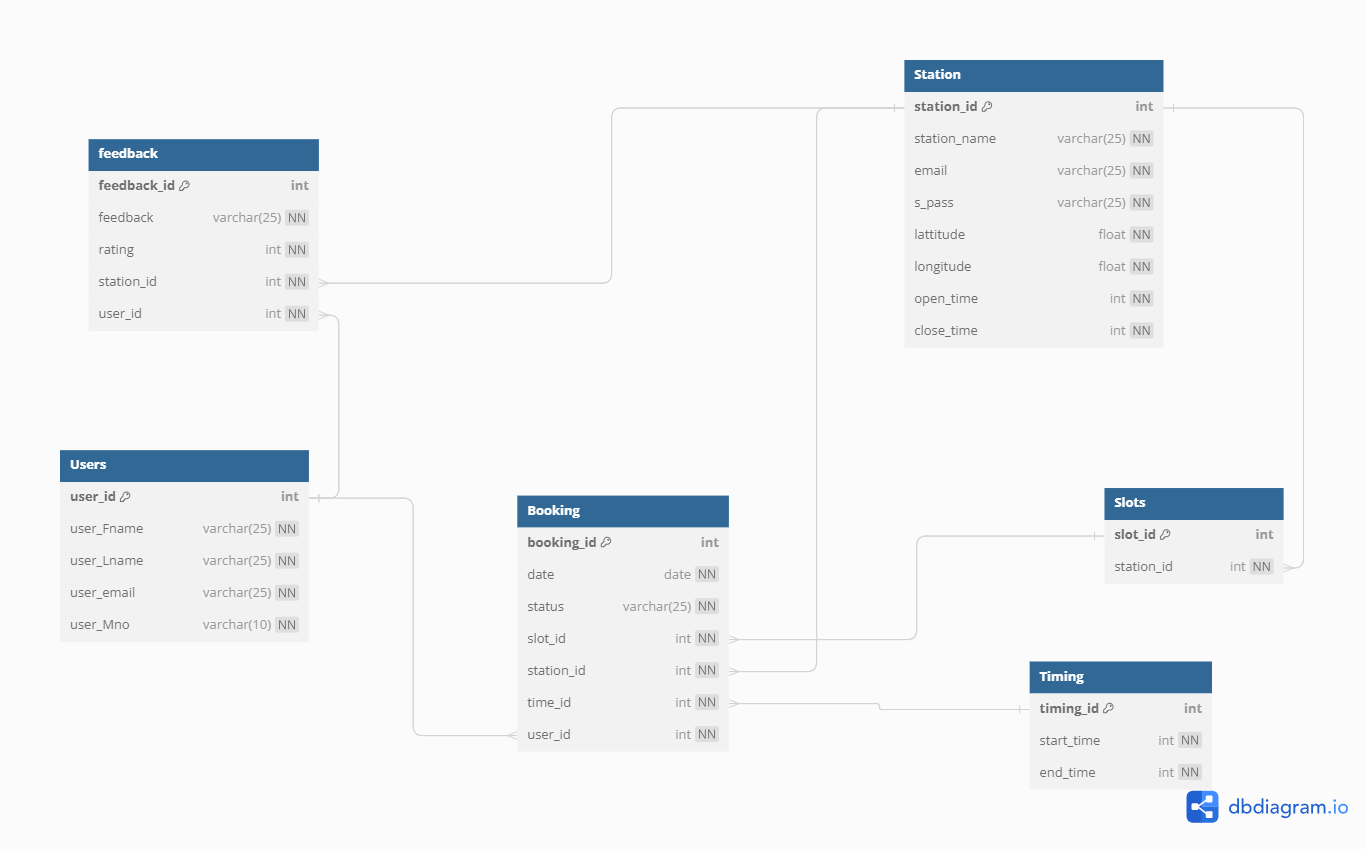 Station
station_id int
station_name varchar(25) NN
email varchar(25) NN
s_pass varchar(25) NN
lattitude float NN
longitude float NN
open_time int NN
close_time int NN
feedback
feedback_id int
feedback varchar(25) NN
rating int NN
station_id int NN
user_id int NN
Users
user_id int
user_Fname varchar(25) NN
user_Lname varchar(25) NN
user_email varchar(25) NN
user_Mno varchar(10) NN
Booking
booking_id int
date date NN
status varchar(25) NN
slot_id int NN
station_id int NN
time_id int NN
user_id int NN
Slots
slot_id int
station_id int NN
Timing
timing_id int
start_time int NN
end_time int NN
dbdiagram.io